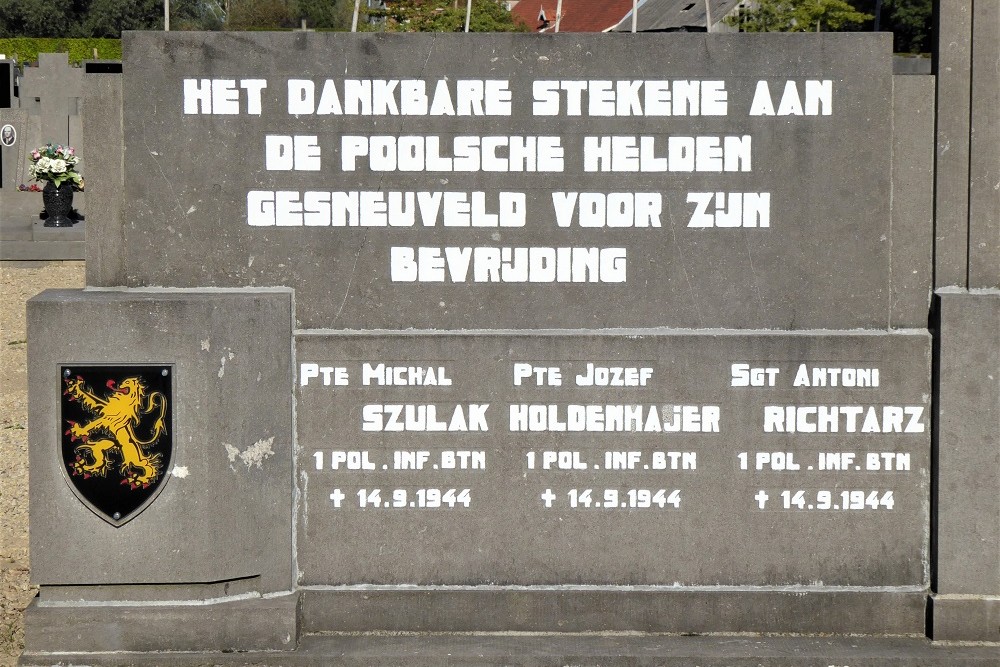 HET DANKBARE STEKENE AAN
DE POOLSCHE HELDEN
GESNEUVELD VOOR ZIJN
BEVRIJDING
Pte Michal Pte Jozef Sgt Antoni
SZULAK HOLDENMAJER RICHTARZ
1 POL. INF. BTN 1 POL. INF. BTN 1 POL. INF. BTN
✝ 14.9.1944 ✝ 14.9.1944 ✝ 14.9.1944